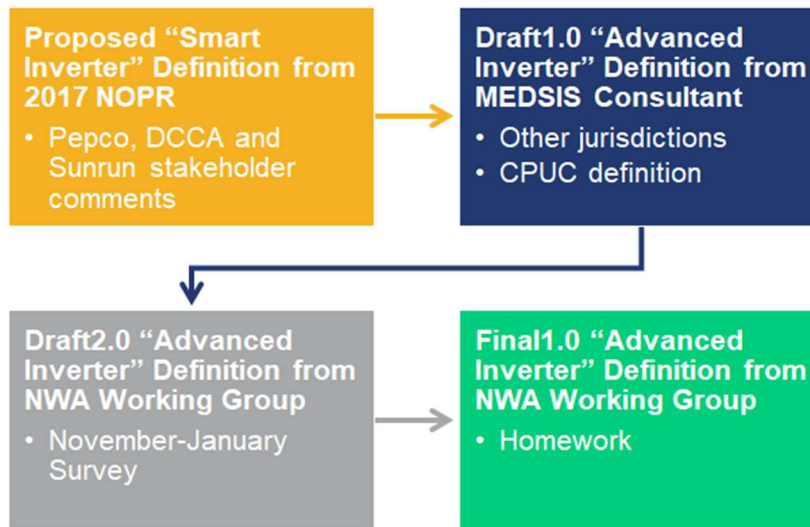 Proposed “Smart
Inverter” Definition from
2017 NOPR
• Pepco, DCCA and
Sunrun stakeholder
comments
Draft1.0 “Advanced
Inverter” Definition from
MEDSIS Consultant
• Other jurisdictions
• CPUC definition
Draft2.0 “Advanced
Inverter” Definition from
NWA Working Group
• November-January
Survey
Final1.0 “Advanced
Inverter” Definition from
NWA Working Group
• Homework